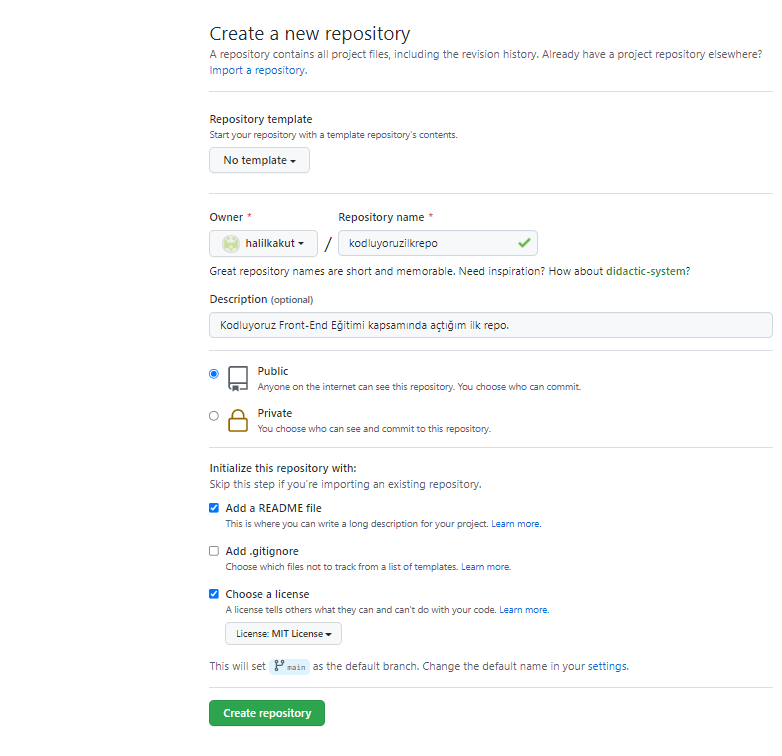 Create a new repository
A repository contains all project files, including the revision history. Already have a project repository elsewhere?
Import a repository.
Repository template
Start your repository with a template repository's contents.
No template
Owner *
Repository name *
halilkakut
/
kodluyoruzilkrepo
Great repository names are short and memorable. Need inspiration? How about didactic-system?
Description (optional)
Kodluyoruz Front-End Eğitimi kapsamında açtığım ilk repo.
Public
Anyone on the internet can see this repository. You choose who can commit.
Private
You choose who can see and commit to this repository.
Initialize this repository with:
Skip this step if you're importing an existing repository.
Add a README file
This is where you can write a long description for your project. Learn more.
Add .gitignore
Choose which files not to track from a list of templates. Learn more.
Choose a license
A license tells others what they can and can't do with your code. Learn more.
License: MIT License
This will set main as the default branch. Change the default name in your settings.
Create repository